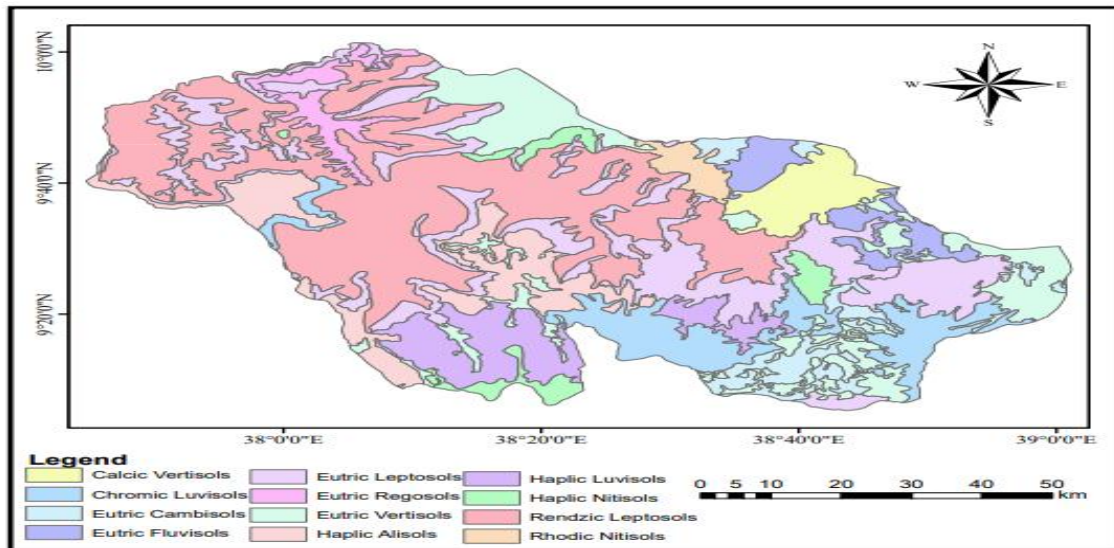 N
W E
S
10°0'0"N
9°40'0"N
9°20'0"N
38°0'0"E 38°20'0"E 38°40'0"E 39°0'0"E
Legend
Calcic Vertisols
Chromic Luvisols
Eutric Cambisols
Eutric Fluvisols
Eutric Leptosols
Eutric Regosols
Eutric Vertisols
Haplic Alisols
Haplic Luvisols
Haplic Nitisols
Rendzic Leptosols
Rhodic Nitisols
0 5 10 20 30 40 50
km